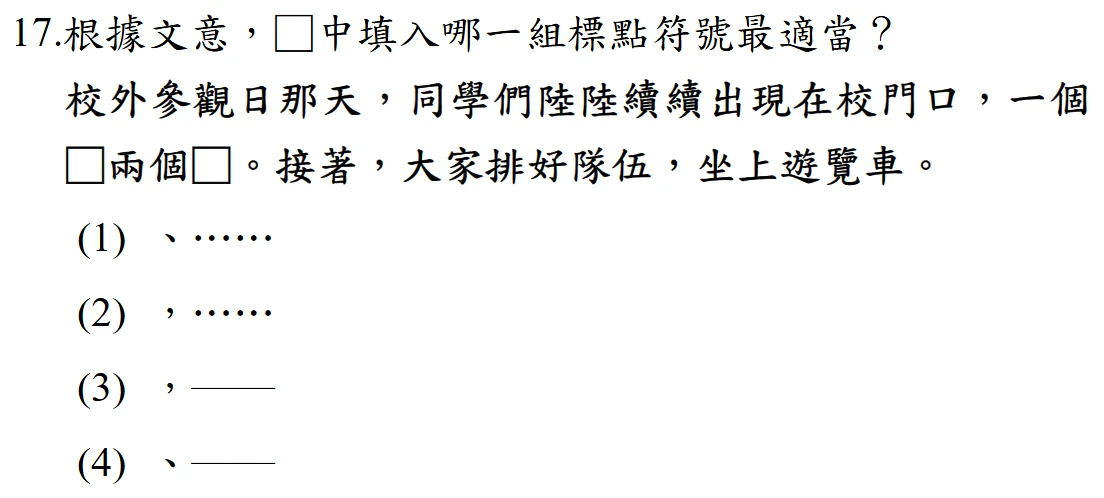 17.根據文意，□中填入哪一組標點符號最適當？
校外參觀日那天，同學們陸陸續續出現在校門口，一個
□兩個□。接著，大家排好隊伍，坐上遊覽車。
(1) 、……
(2) ，……
(3) ，——
(4) 、——